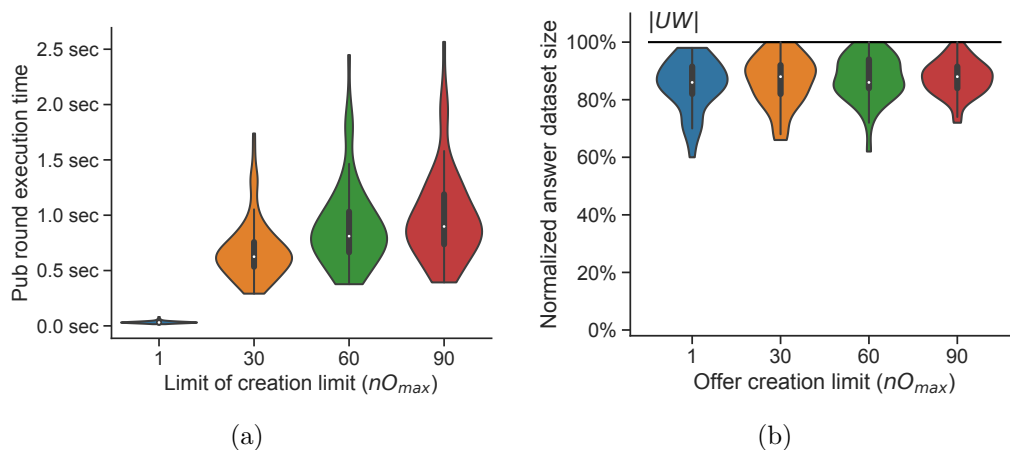 Pub round execution time
2.5 sec
2.0 sec
1.5 sec
1.0 sec
0.5 sec
0.0 sec
1 30 60 90
Limit of creation limit (nO_max)
(a)
Normalized answer dataset size
|UW|
100%
80%
60%
40%
20%
0%
1 30 60 90
Offer creation limit (nO_max)
(b)